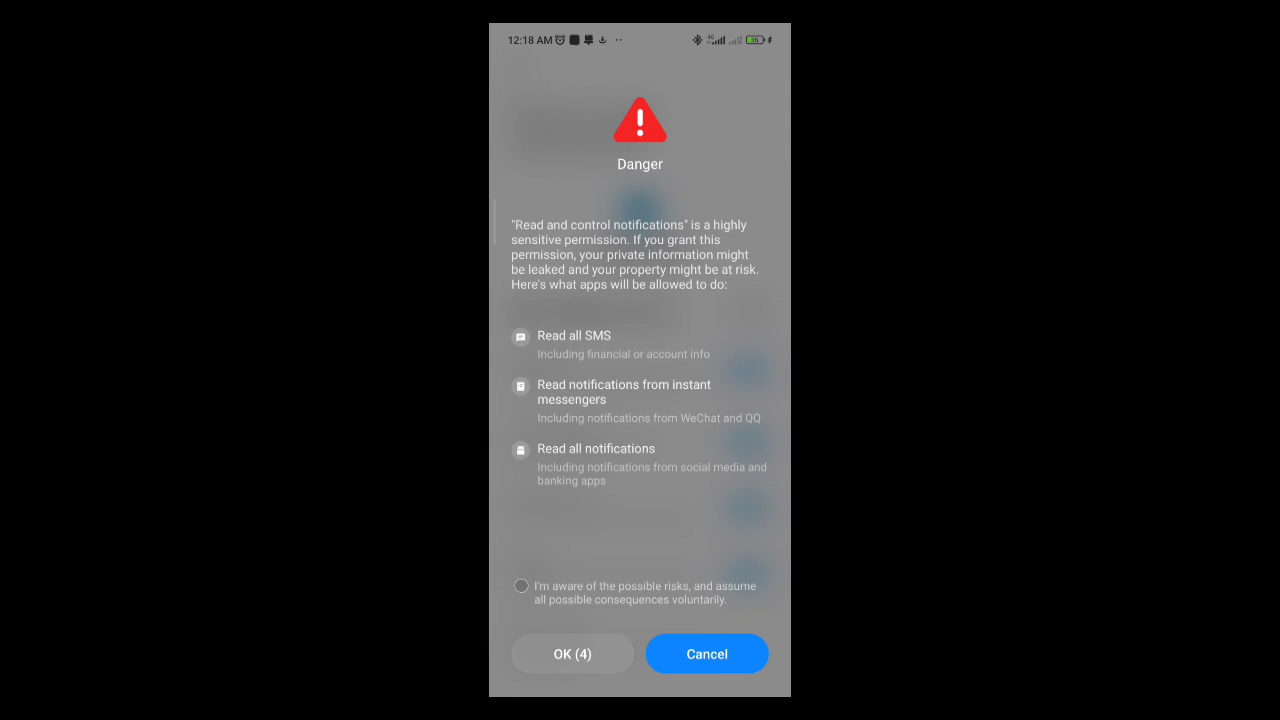 12:18 AM
4G
35
Danger
"Read and control notifications" is a highly
sensitive permission. If you grant this
permission, your private information might
be leaked and your property might be at risk.
Here's what apps will be allowed to do:
Read all SMS
Including financial or account info
Read notifications from instant
messengers
Including notifications from WeChat and QQ
Read all notifications
Including notifications from social media and
banking apps
I'm aware of the possible risks, and assume
all possible consequences voluntarily.
OK (4)
Cancel